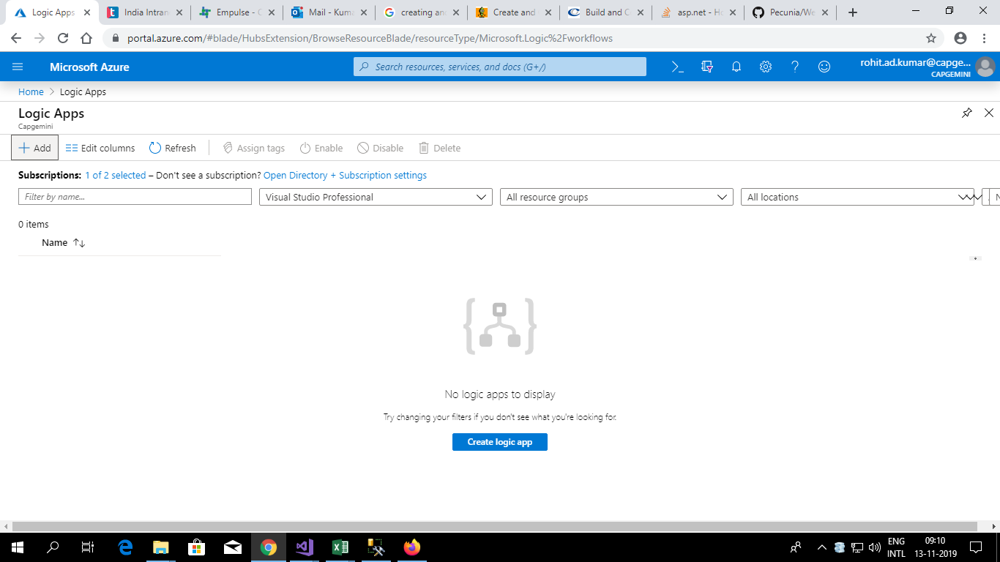 Logic Apps
India Intran
Empulse - C
Mail - Kuma
creating and
Create and
Build and C
asp.net - Ho
Pecunia/We
portal.azure.com/#blade/HubsExtension/BrowseResourceBlade/resourceType/Microsoft.Logic%2Fworkflows
Microsoft Azure
Search resources, services, and docs (G+/)
rohit.ad.kumar@capge...
CAPGEMINI
Home > Logic Apps
Logic Apps
Capgemini
+ Add
Edit columns
Refresh
Assign tags
Enable
Disable
Delete
Subscriptions: 1 of 2 selected – Don't see a subscription? Open Directory + Subscription settings
Filter by name...
Visual Studio Professional
All resource groups
All locations
0 items
Name
No logic apps to display
Try changing your filters if you don't see what you're looking for.
Create logic app
ENG
INTL
09:10
13-11-2019